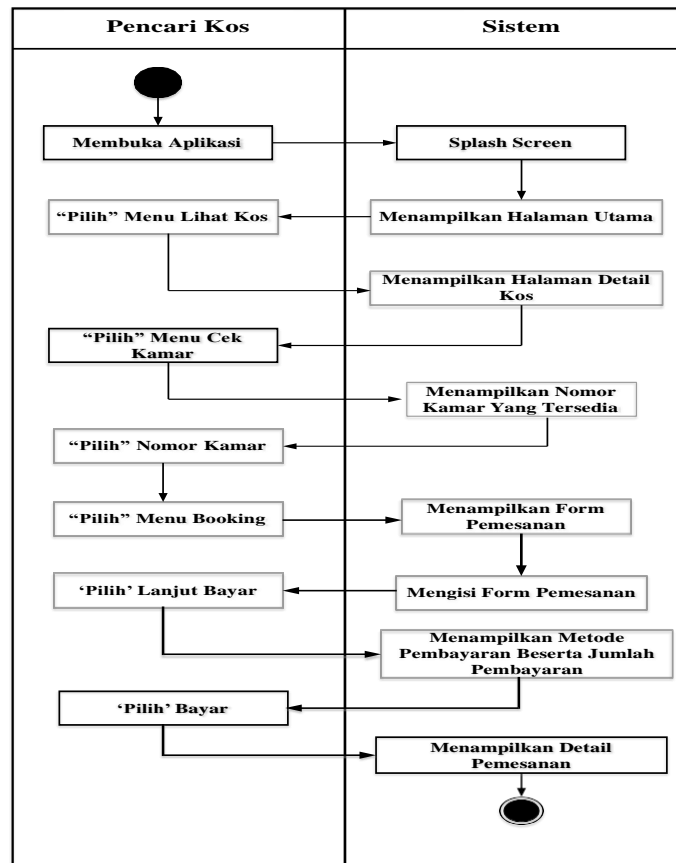 Pencari Kos
Sistem
Membuka Aplikasi
Splash Screen
“Pilih” Menu Lihat Kos
Menampilkan Halaman Utama
Menampilkan Halaman Detail
Kos
“Pilih” Menu Cek
Kamar
Menampilkan Nomor
Kamar Yang Tersedia
“Pilih” Nomor Kamar
“Pilih” Menu Booking
Menampilkan Form
Pemesanan
‘Pilih’ Lanjut Bayar
Mengisi Form Pemesanan
Menampilkan Metode
Pembayaran Beserta Jumlah
Pembayaran
‘Pilih’ Bayar
Menampilkan Detail
Pemesanan